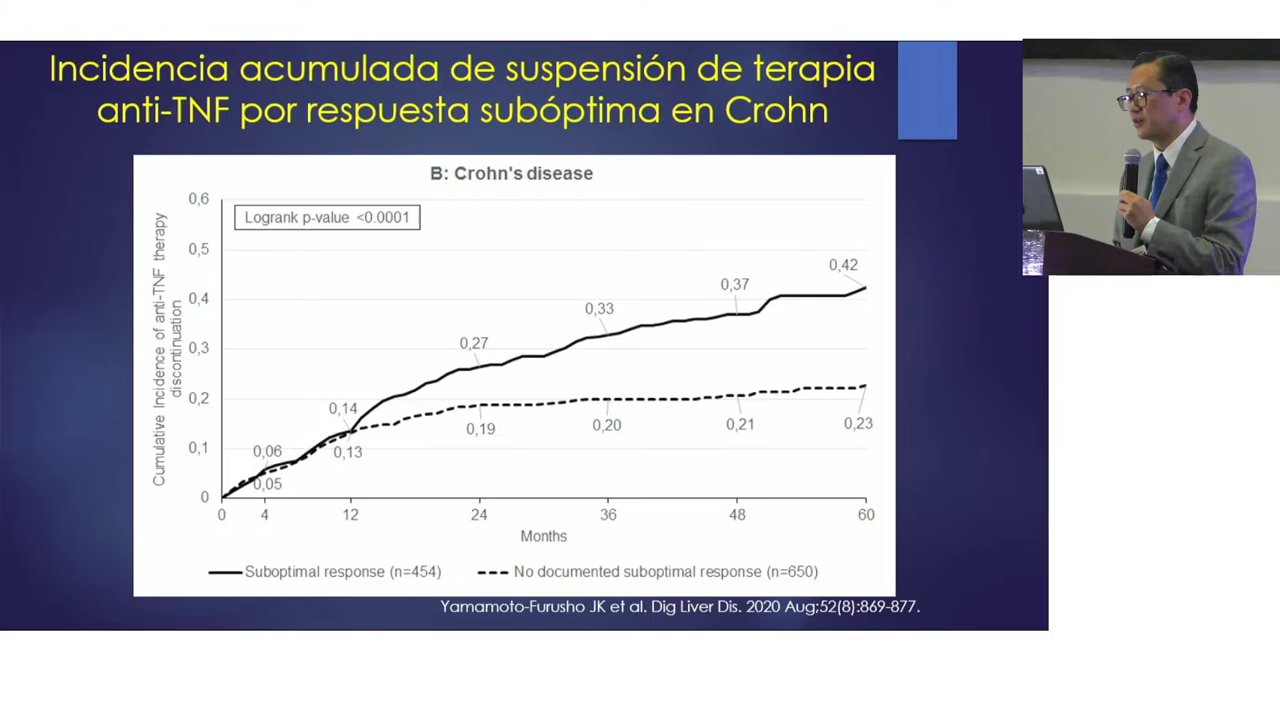 Incidencia acumulada de suspensión de terapia
anti-TNF por respuesta subóptima en Crohn
B: Crohn's disease
Logrank p-value <0.0001
Cumulative Incidence of anti-TNF therapy
discontinuation
0,6
0,5
0,4
0,3
0,2
0,1
0
0,06
0,05
0,14
0,13
0,27
0,19
0,33
0,20
0,37
0,21
0,42
0,23
0 4 12 24 36 48 60
Months
Suboptimal response (n=454) No documented suboptimal response (n=650)
Yamamoto-Furusho JK et al. Dig Liver Dis. 2020 Aug;52(8):869-877.